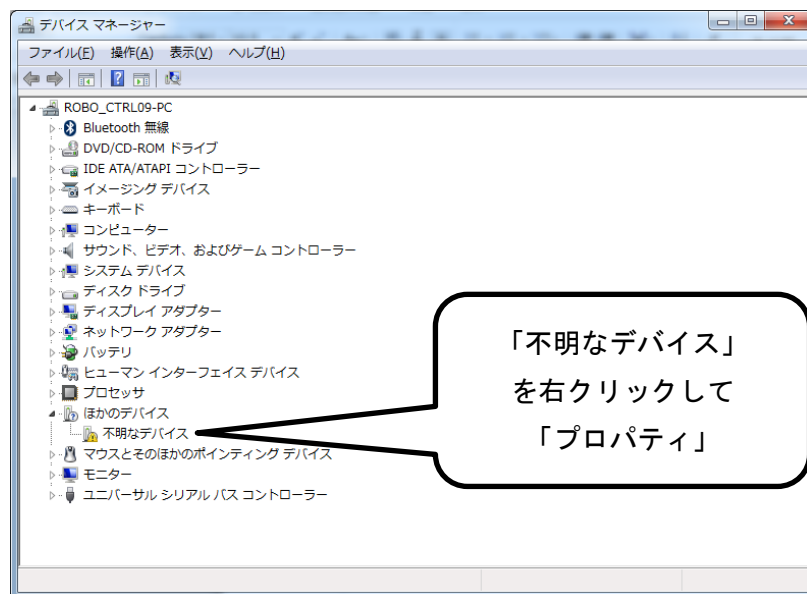 デバイス マネージャー
ファイル(F) 操作(A) 表示(V) ヘルプ(H)
ROBO_CTRL09-PC
Bluetooth 無線
DVD/CD-ROM ドライブ
IDE ATA/ATAPI コントローラー
イメージング デバイス
キーボード
コンピューター
サウンド、ビデオ、およびゲーム コントローラー
システム デバイス
ディスク ドライブ
ディスプレイ アダプター
ネットワーク アダプター
バッテリ
ヒューマン インターフェイス デバイス
プロセッサ
ほかのデバイス
不明なデバイス
マウスとそのほかのポインティング デバイス
モニター
ユニバーサル シリアル バス コントローラー
「不明なデバイス」
を右クリックして
「プロパティ」